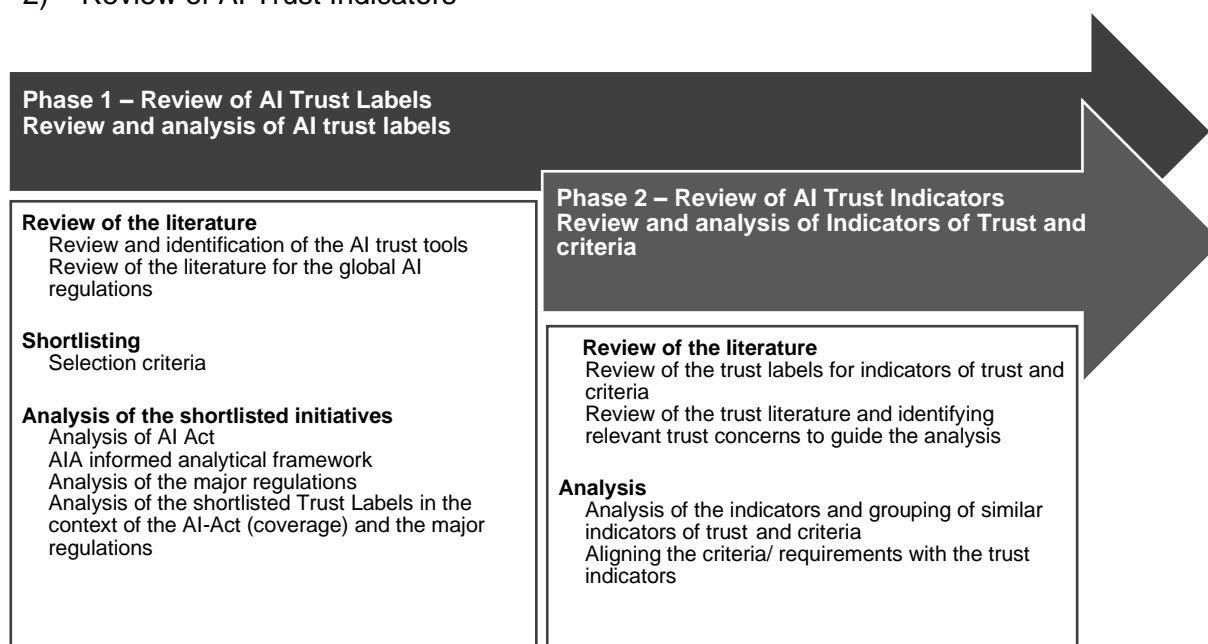 2) Review of AI Trust Indicators
Phase 1 – Review of AI Trust Labels
Review and analysis of AI trust labels
Review of the literature
Review and identification of the AI trust tools
Review of the literature for the global AI
regulations
Shortlisting
Selection criteria
Analysis of the shortlisted initiatives
Analysis of AI Act
AIA informed analytical framework
Analysis of the major regulations
Analysis of the shortlisted Trust Labels in the
context of the AI-Act (coverage) and the major
regulations
Phase 2 – Review of AI Trust Indicators
Review and analysis of Indicators of Trust and
criteria
Review of the literature
Review of the trust labels for indicators of trust and
criteria
Review of the trust literature and identifying
relevant trust concerns to guide the analysis
Analysis
Analysis of the indicators and grouping of similar
indicators of trust and criteria
Aligning the criteria/ requirements with the trust
indicators